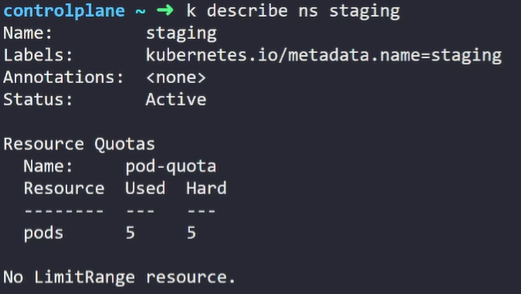 controlplane ~ ➜ k describe ns staging
Name:         staging
Labels:       kubernetes.io/metadata.name=staging
Annotations:  <none>
Status:       Active

Resource Quotas
  Name:     pod-quota
  Resource  Used  Hard
  --------  ---   ---
  pods      5     5

No LimitRange resource.